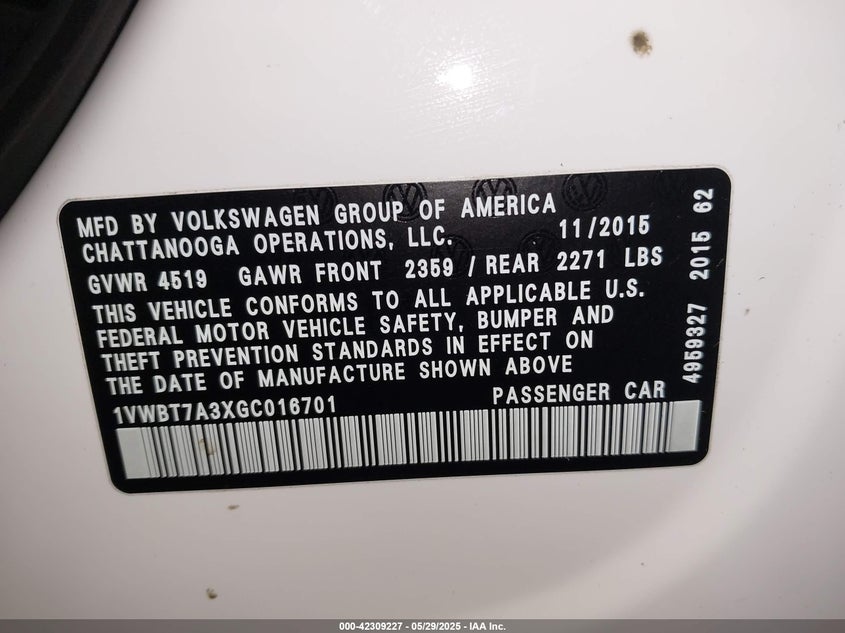 MFD BY VOLKSWAGEN GROUP OF AMERICA
CHATTANOOGA OPERATIONS, LLC. 11/2015
GVWR 4519 GAWR FRONT 2359 / REAR 2271 LBS
THIS VEHICLE CONFORMS TO ALL APPLICABLE U.S.
FEDERAL MOTOR VEHICLE SAFETY, BUMPER AND
THEFT PREVENTION STANDARDS IN EFFECT ON
THE DATE OF MANUFACTURE SHOWN ABOVE
1VWBT7A3XGC016701 PASSENGER CAR
4959327 2015 62
000-42309227 - 05/29/2025 - IAA Inc.